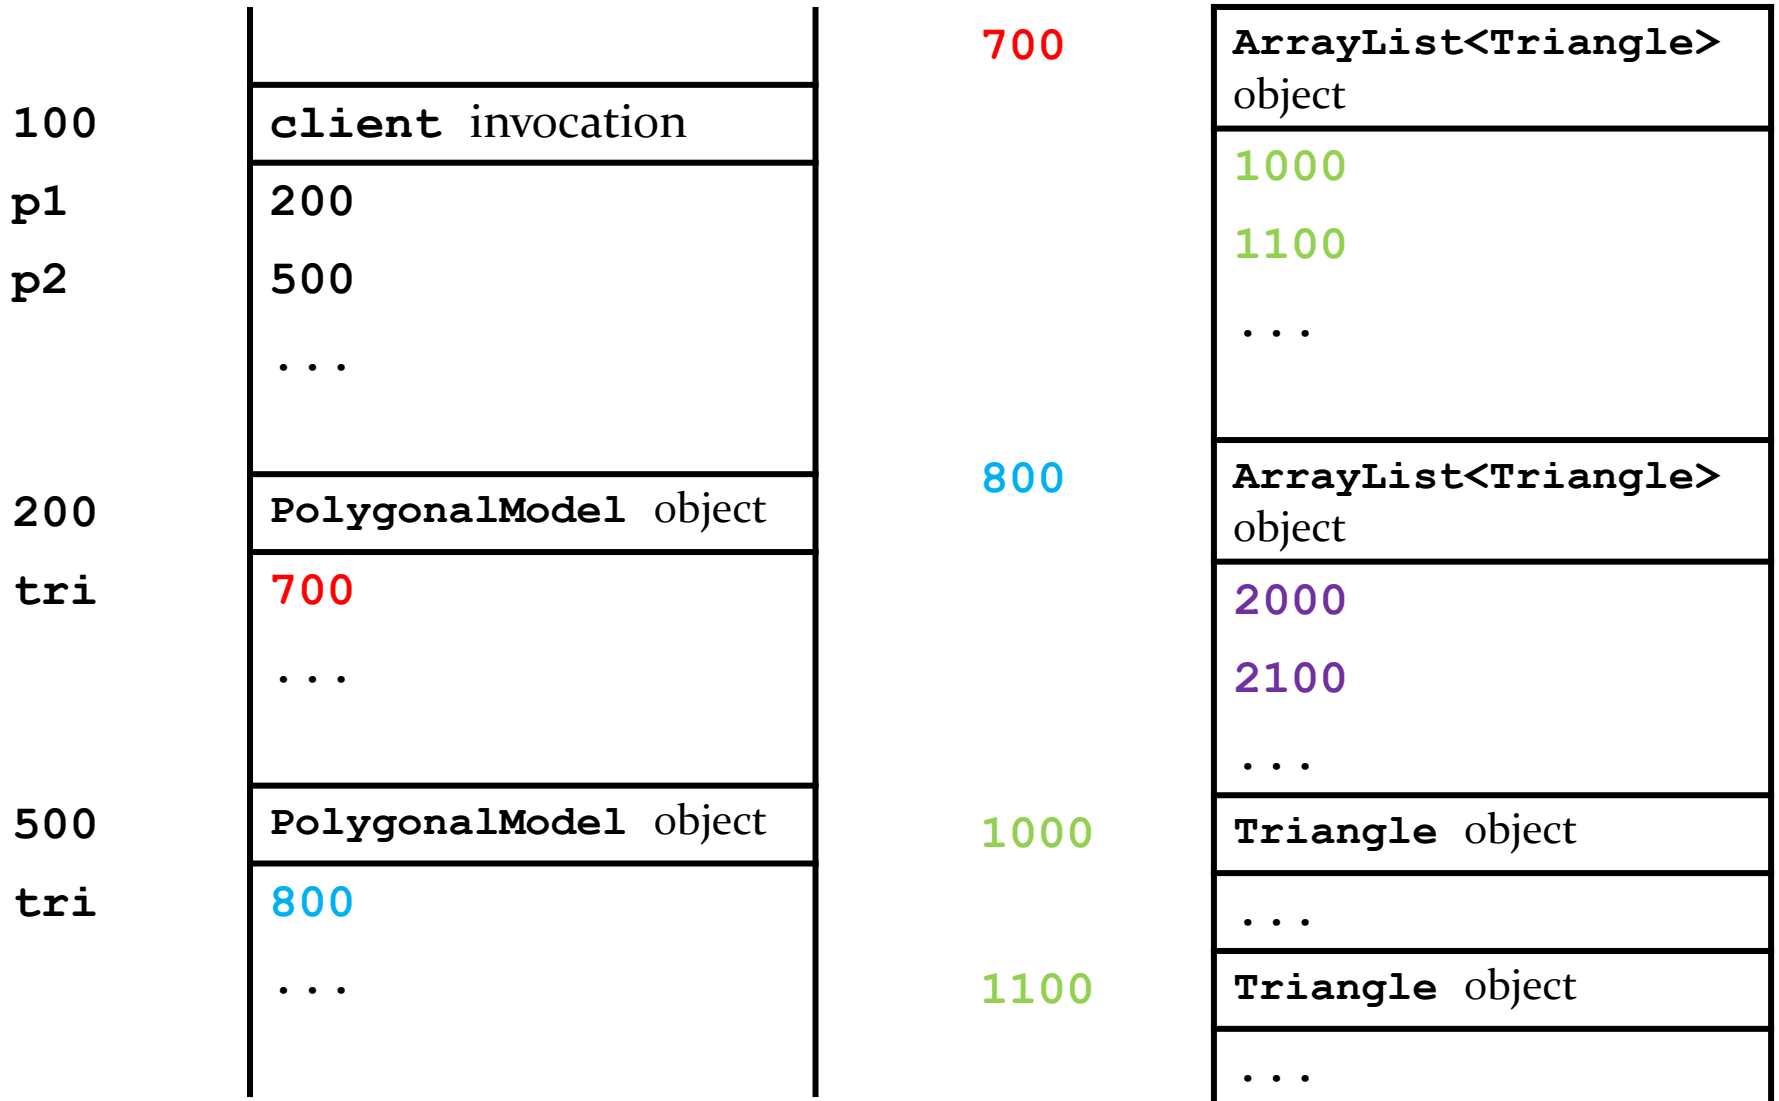 100 client invocation
p1 200
p2 500
...
200 PolygonalModel object
tri 700
...
500 PolygonalModel object
tri 800
...
700 ArrayList<Triangle>
object
1000
1100
...
800 ArrayList<Triangle>
object
2000
2100
...
1000 Triangle object
...
1100 Triangle object
...